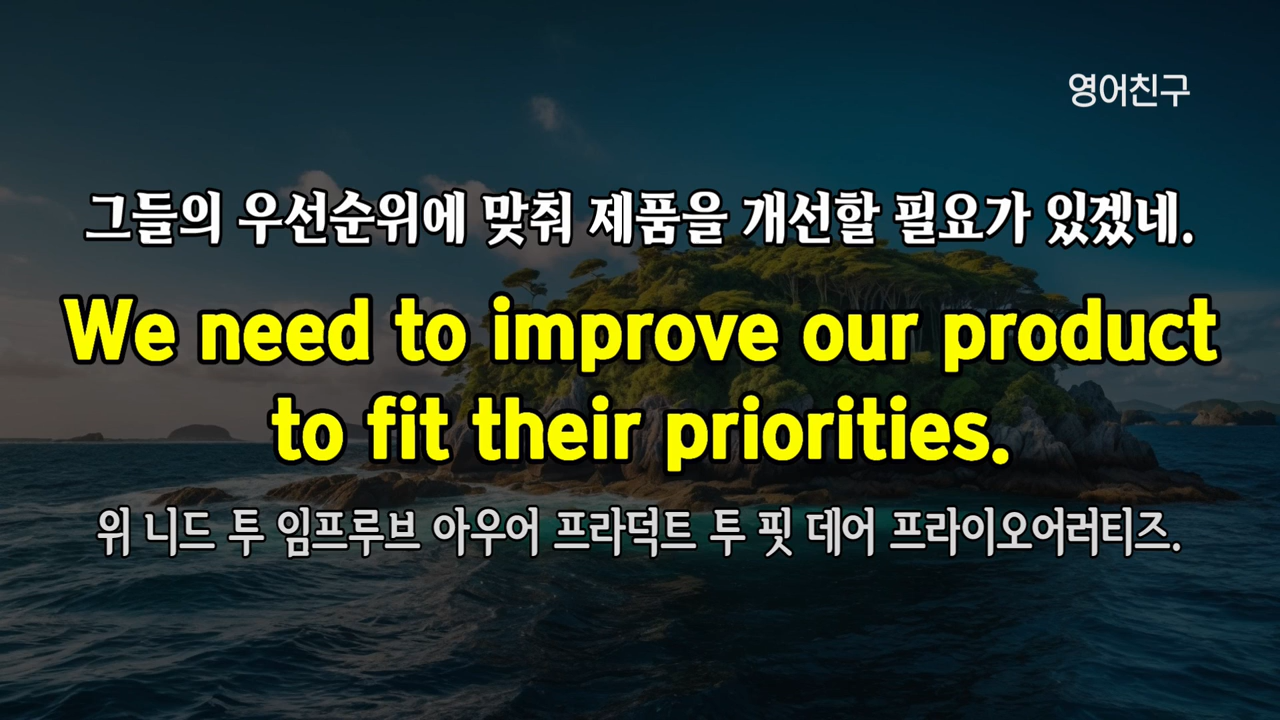 영어친구
그들의 우선순위에 맞춰 제품을 개선할 필요가 있겠네.
We need to improve our product
to fit their priorities.
위 니드 투 임프루브 아우어 프라덕트 투 핏 데어 프라이오어러티즈.